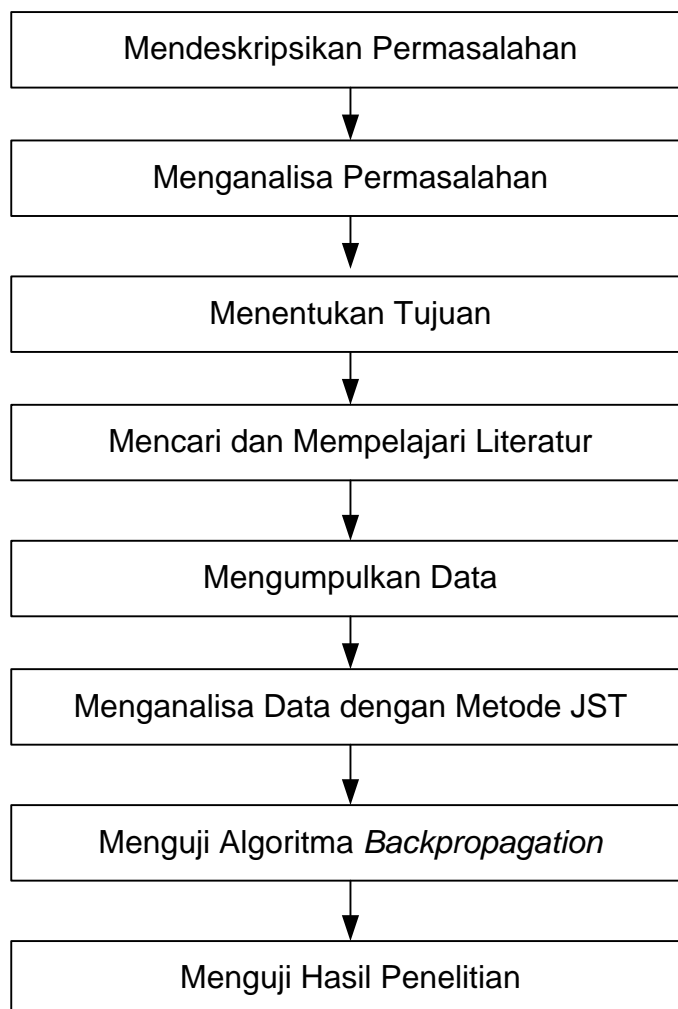 Mendeskripsikan Permasalahan
Menganalisa Permasalahan
Menentukan Tujuan
Mencari dan Mempelajari Literatur
Mengumpulkan Data
Menganalisa Data dengan Metode JST
Menguji Algoritma Backpropagation
Menguji Hasil Penelitian